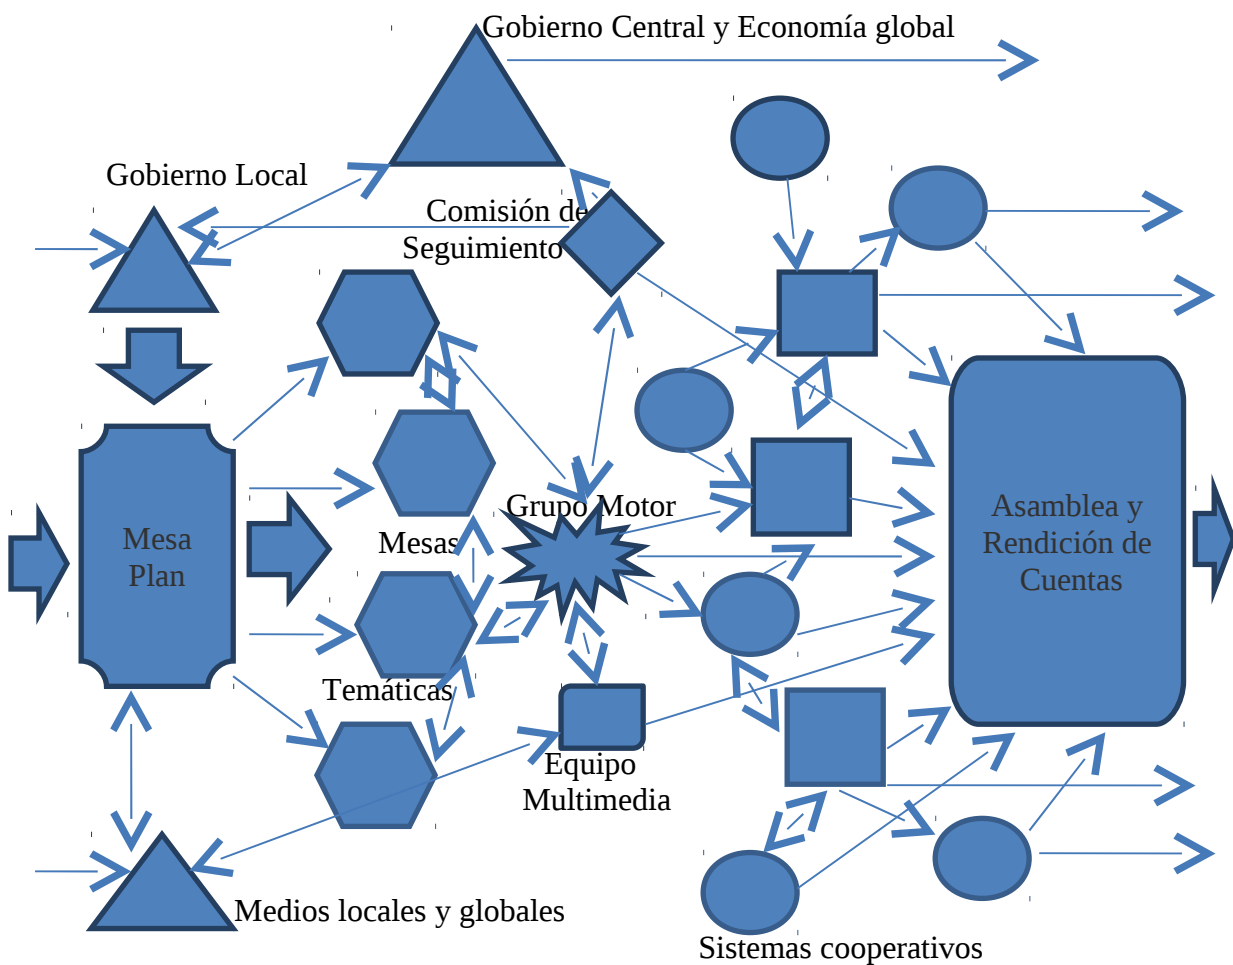 Gobierno Central y Economía global
Gobierno Local
Comisión de
Seguimiento
Grupo Motor
Mesa
Plan
Mesas
Temáticas
Asamblea y
Rendición de
Cuentas
Equipo
Multimedia
Medios locales y globales
Sistemas cooperativos